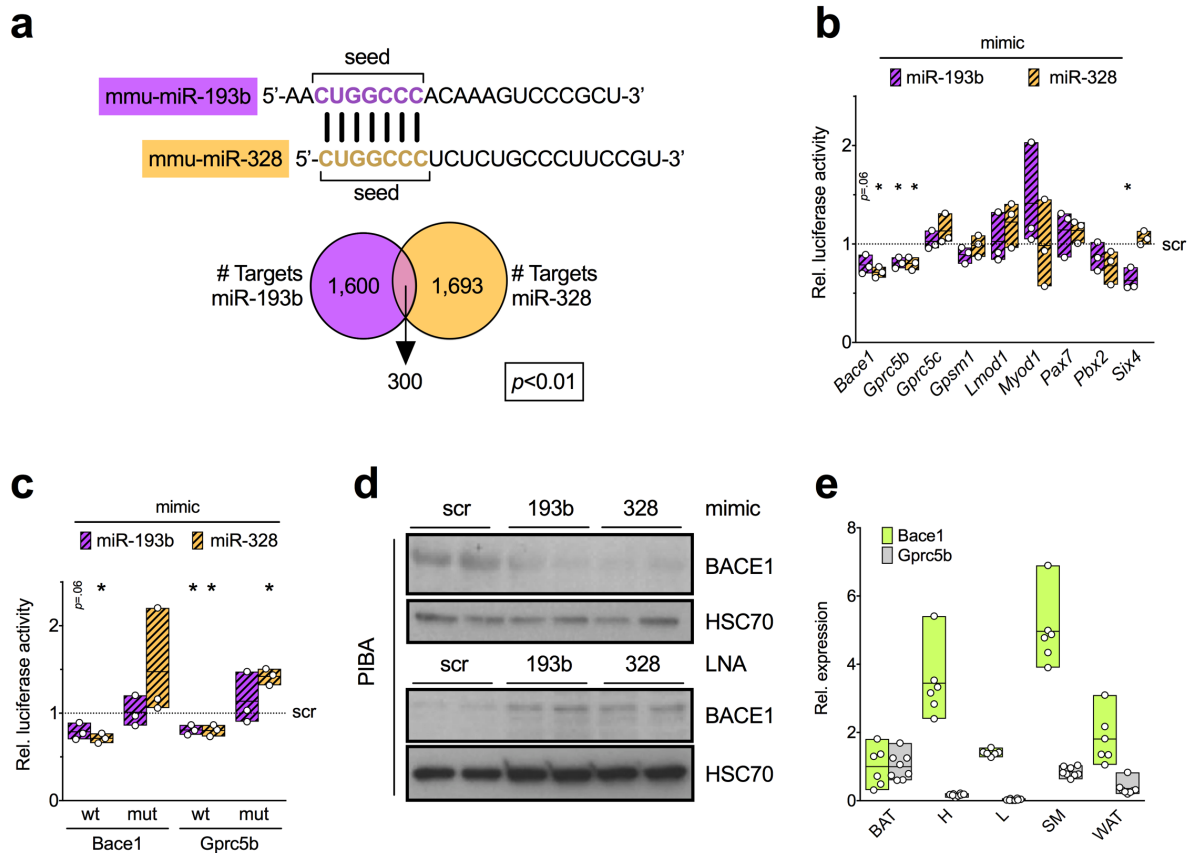 a
seed
mmu-miR-193b 5’-AACUGGCCCACAAAGUCCCGCU-3’
mmu-miR-328 5’-CUGGCCCUCUCUGCCCUUCCGU-3’
seed
# Targets miR-193b
1,600
1,693
# Targets miR-328
300
p<0.01
b
mimic
miR-193b
miR-328
Rel. luciferase activity
2
1
0
p=.06
*
*
*
*
scr
Bace1
Gprc5b
Gprc5c
Gpsm1
Lmod1
Myod1
Pax7
Pbx2
Six4
c
mimic
miR-193b
miR-328
Rel. luciferase activity
2
1
0
p=.06
*
*
*
*
scr
wt
mut
wt
mut
Bace1
Gprc5b
d
scr 193b 328 mimic
PIBA
BACE1
HSC70
scr 193b 328 LNA
BACE1
HSC70
e
Bace1
Gprc5b
Rel. expression
8
6
4
2
0
BAT
H
L
SM
WAT